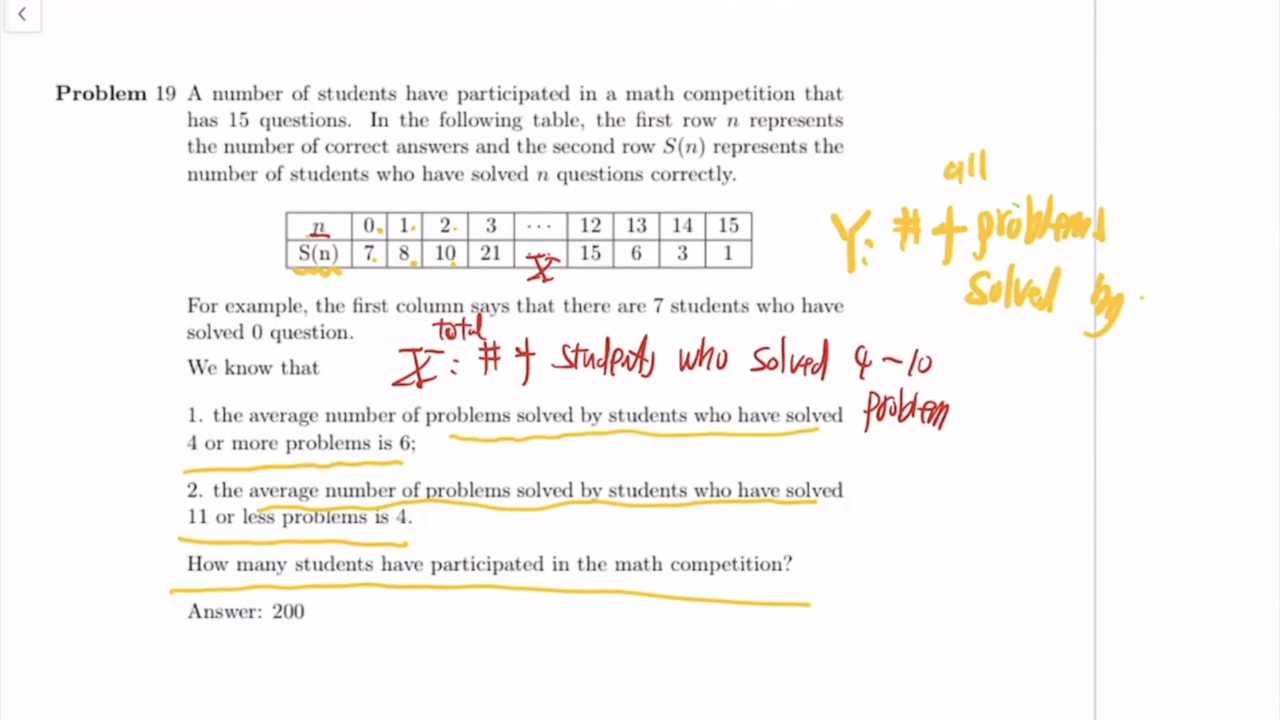 Problem 19 A number of students have participated in a math competition that
has 15 questions. In the following table, the first row n represents
the number of correct answers and the second row S(n) represents the
number of students who have solved n questions correctly.
all
Y: # of problems
solved by
n 0 1 2 3 ... 12 13 14 15
S(n) 7 8 10 21 ... 15 6 3 1
X
For example, the first column says that there are 7 students who have
solved 0 question.
total
X: # of students who solved 4 ~ 10
problem
We know that
1. the average number of problems solved by students who have solved
4 or more problems is 6;
2. the average number of problems solved by students who have solved
11 or less problems is 4.
How many students have participated in the math competition?
Answer: 200